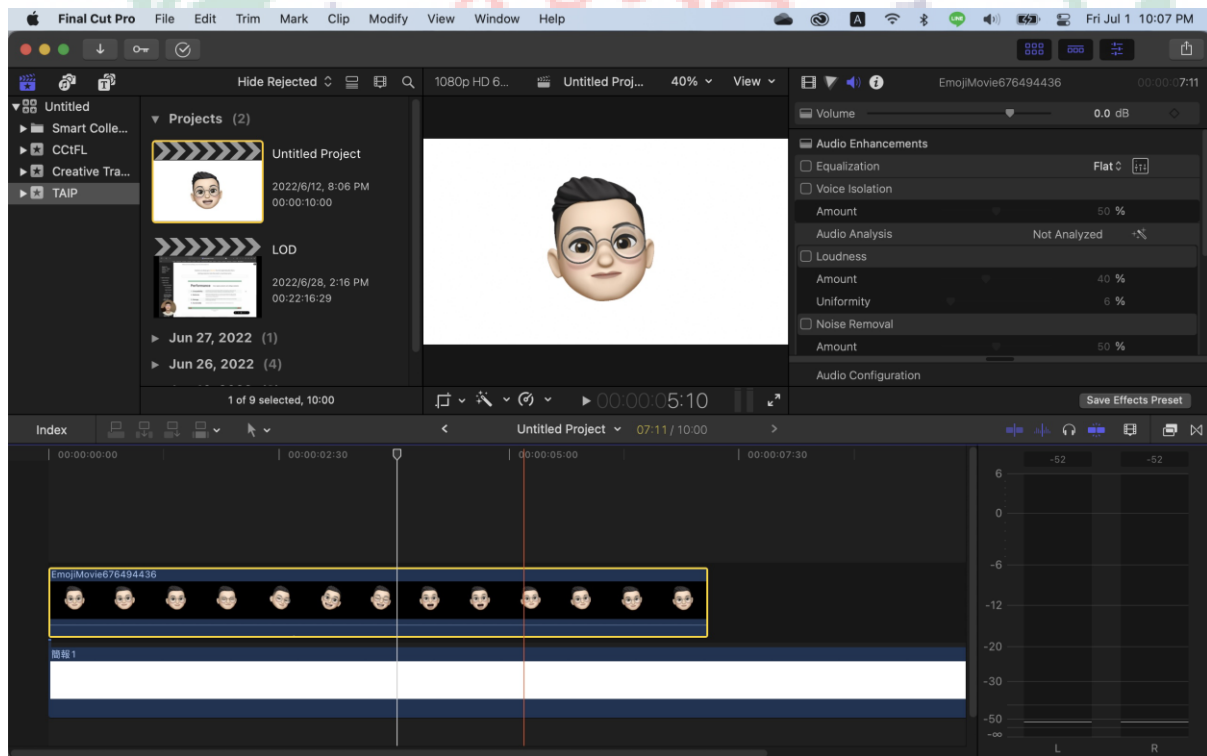 Final Cut Pro File Edit Trim Mark Clip Modify View Window Help A LINE Fri Jul 1 10:07 PM
Hide Rejected 1080p HD 6... Untitled Proj... 40% View EmojiMovie676494436 00:00:07:11
Untitled
Smart Colle...
CCtFL
Creative Tra...
TAIP
Projects (2)
Untitled Project
2022/6/12, 8:06 PM
00:00:10:00
LOD
2022/6/28, 2:16 PM
00:22:16:29
Jun 27, 2022 (1)
Jun 26, 2022 (4)
1 of 9 selected, 10:00
00:00:05:10
Volume 0.0 dB
Audio Enhancements
Equalization Flat
Voice Isolation
Amount 50 %
Audio Analysis Not Analyzed
Loudness
Amount 40 %
Uniformity 6 %
Noise Removal
Amount 50 %
Audio Configuration
Save Effects Preset
Index Untitled Project 07:11 / 10:00
00:00:00:00 00:00:02:30 00:00:05:00 00:00:07:30
EmojiMovie676494436
簡報1
-52 -52
6
0
-6
-12
-20
-30
-50
-∞
L R